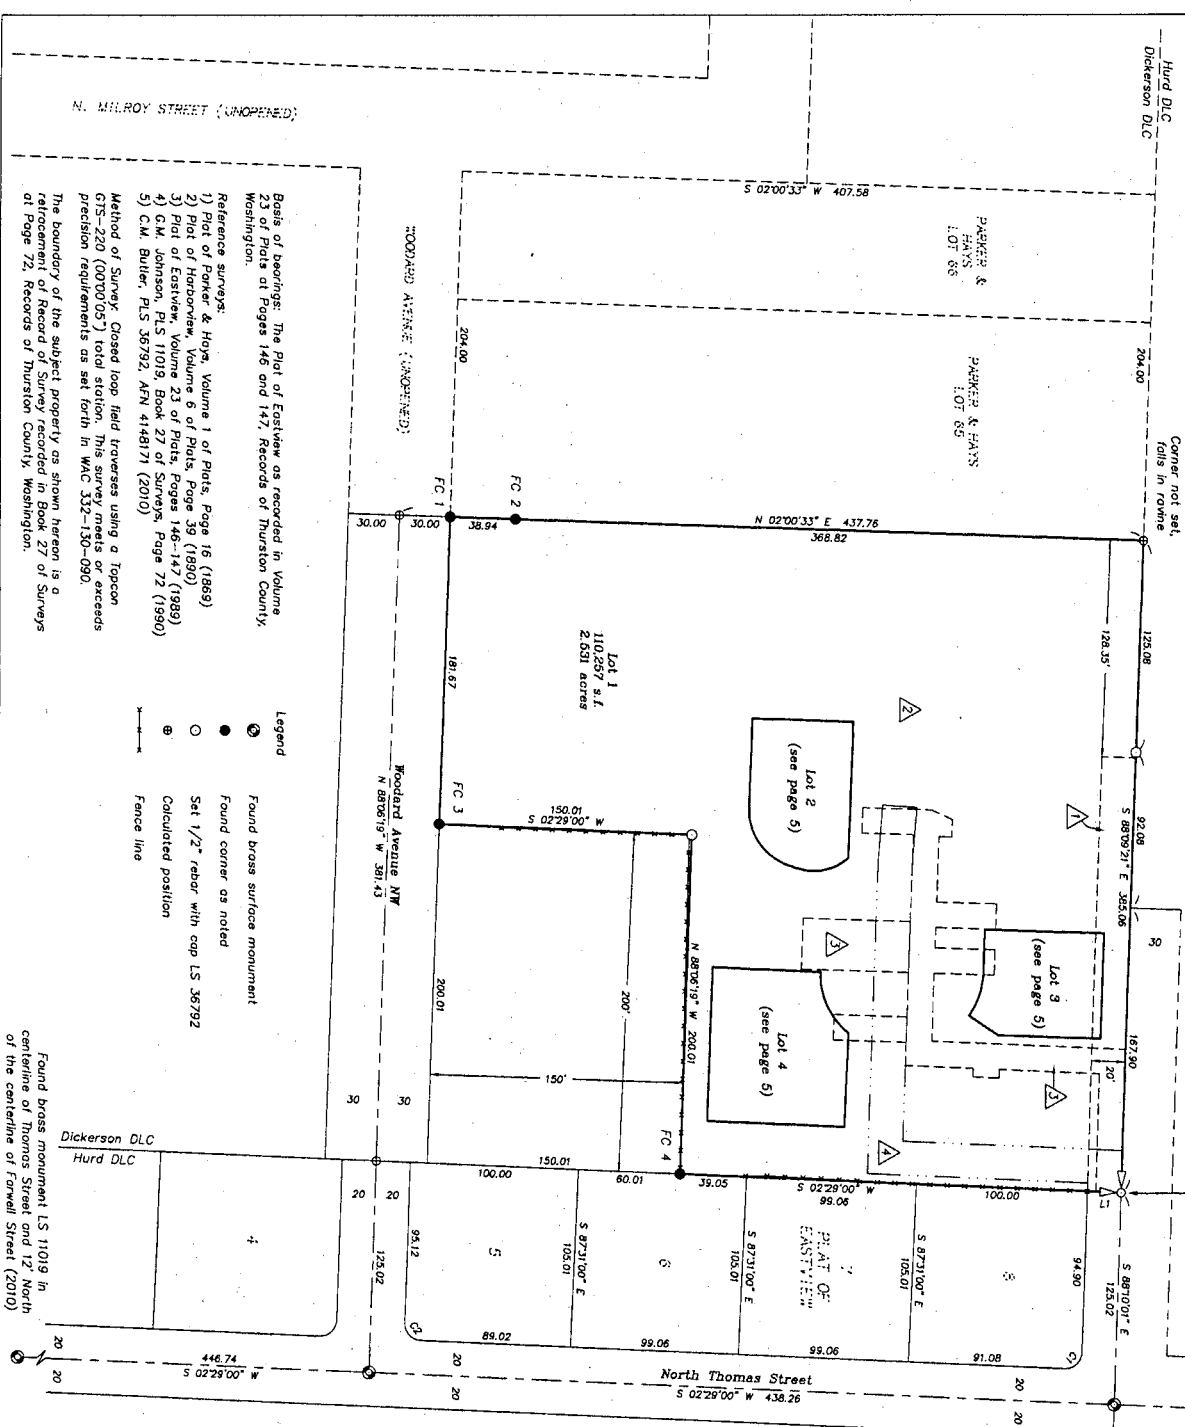 Hurd DLC
Dickerson DLC
Corner not set,
falls in ravine
204.00
125.08
92.08
S 88°09'21" E 385.06
167.90
30
128.35'
20'
S 88°10'01" E
125.02
N. MILROY STREET (UNOPENED)
S 02°00'33" W 407.58
PARKER &
HAYS
LOT 66
PARKER & HAYS
LOT 65
N 02°00'33" E 437.76
368.82
38.94
30.00
30.00
FC 1
FC 2
204.00
WOODARD AVENUE (UNOPENED)
Lot 1
110,257 s.f.
2.531 acres
Lot 2
(see page 5)
Lot 3
(see page 5)
Lot 4
(see page 5)
1
2
3
3
4
L1
181.67
FC 3
150.01
S 02°29'00" W
N 88°06'19" W 200.01
FC 4
200'
150'
200.01
Woodard Avenue NW
N 88°06'19" W 381.43
30
30
Dickerson DLC
Hurd DLC
150.01
100.00
60.01
39.05
S 02°29'00" W
99.06
100.00
20
20
125.02
95.12
94.90
4
5
6
7
8
PLAT OF
EASTVIEW
S 87°31'00" E
105.01
S 87°31'00" E
105.01
S 87°31'00" E
105.01
C2
C1
89.02
99.06
99.06
91.08
North Thomas Street
S 02°29'00" W 438.26
446.74
S 02°29'00" W
20
20
20
20
20
20
Basis of bearings: The Plat of Eastview as recorded in Volume
23 of Plats at Pages 146 and 147, Records of Thurston County,
Washington.
Reference surveys:
1) Plat of Parker & Hays, Volume 1 of Plats, Page 16 (1869)
2) Plat of Harborview, Volume 6 of Plats, Page 39 (1890)
3) Plat of Eastview, Volume 23 of Plats, Pages 146-147 (1989)
4) G.M. Johnson, PLS 11019, Book 27 of Surveys, Page 72 (1990)
5) C.M. Butler, PLS 36792, AFN 4148171 (2010)
Method of Survey: Closed loop field traverses using a Topcon
GTS-220 (00°00'05") total station. This survey meets or exceeds
precision requirements as set forth in WAC 332-130-090.
The boundary of the subject property as shown hereon is a
retracement of Record of Survey recorded in Book 27 of Surveys
at Page 72, Records of Thurston County, Washington.
Legend
Found brass surface monument
Found corner as noted
Set 1/2" rebar with cap LS 36792
Calculated position
Fence line
Found brass monument LS 11019 in
centerline of Thomas Street and 12' North
of the centerline of Farwell Street (2010)